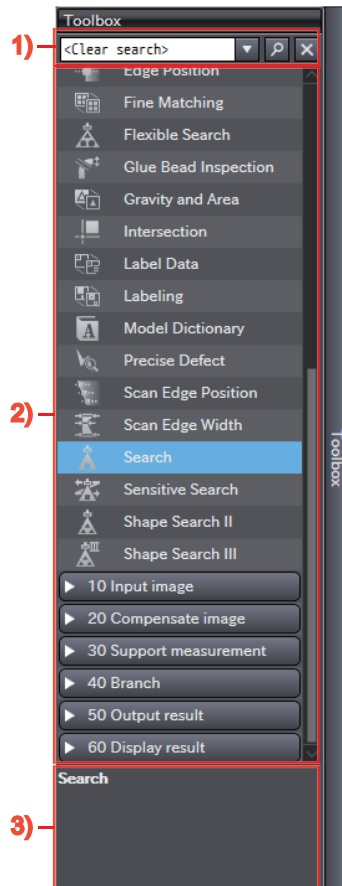 Toolbox
1)
<Clear search>
Edge Position
Fine Matching
Flexible Search
Glue Bead Inspection
Gravity and Area
Intersection
Label Data
Labeling
A Model Dictionary
Precise Defect
Scan Edge Position
2)
Scan Edge Width
Search
Sensitive Search
Shape Search II
III Shape Search III
10 Input image
20 Compensate image
30 Support measurement
40 Branch
50 Output result
60 Display result
Search
3)
Toolbox